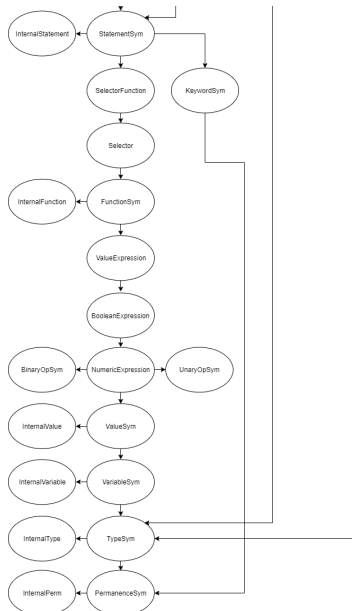 InternalStatement
StatementSym
SelectorFunction
KeywordSym
Selector
InternalFunction
FunctionSym
ValueExpression
BooleanExpression
BinaryOpSym
NumericExpression
UnaryOpSym
InternalValue
ValueSym
InternalVariable
VariableSym
InternalType
TypeSym
InternalPerm
PermanenceSym